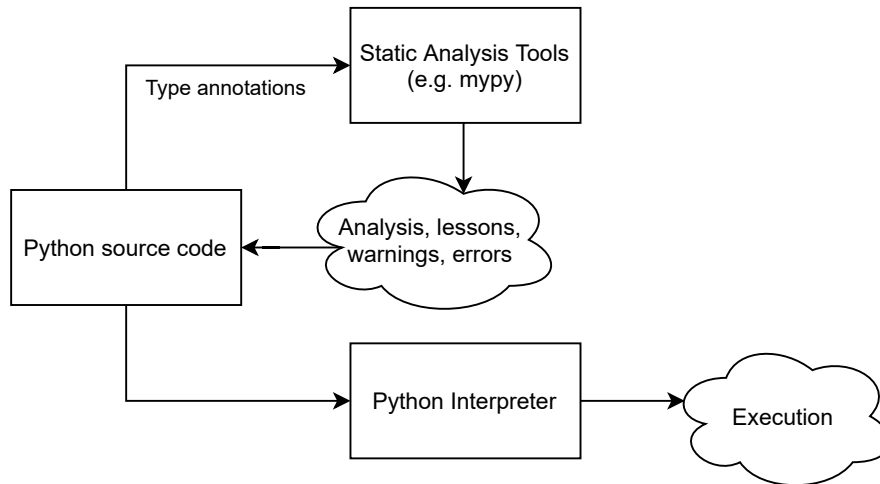 Static Analysis Tools
(e.g. mypy)
Type annotations
Python source code
Analysis, lessons,
warnings, errors
Python Interpreter
Execution